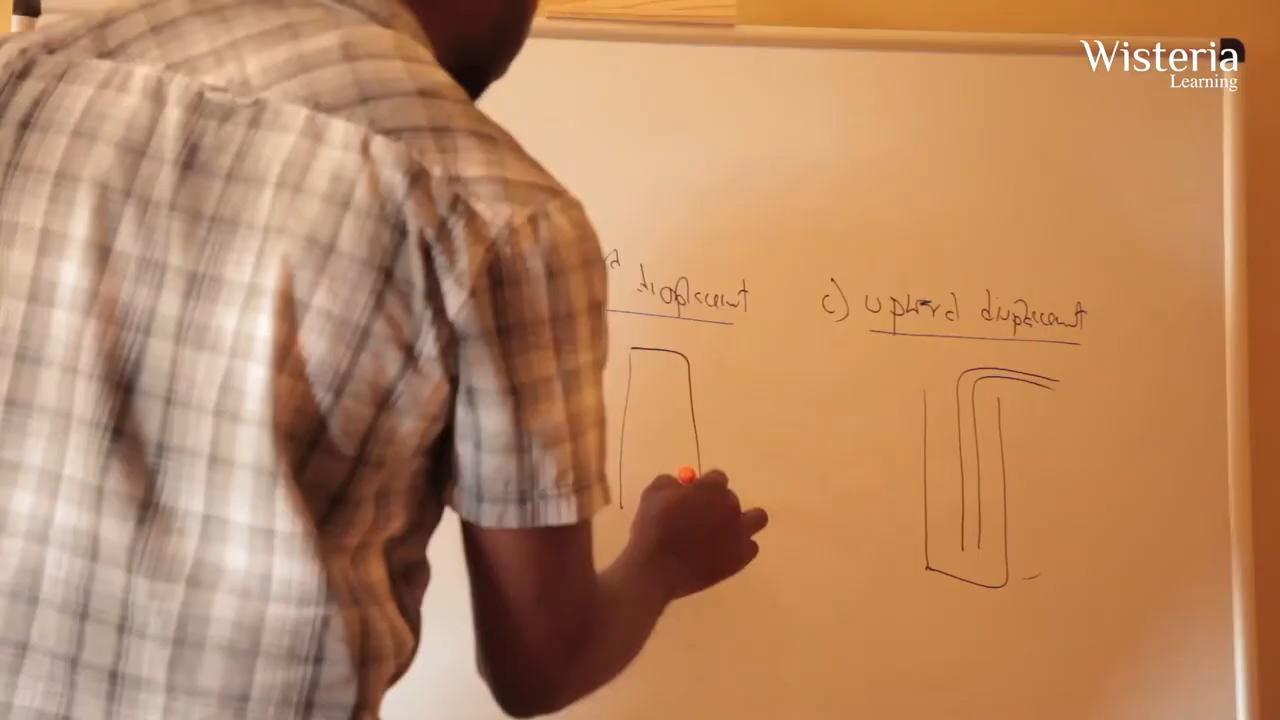 Wisteria
Learning
displacement
c) upward displacement